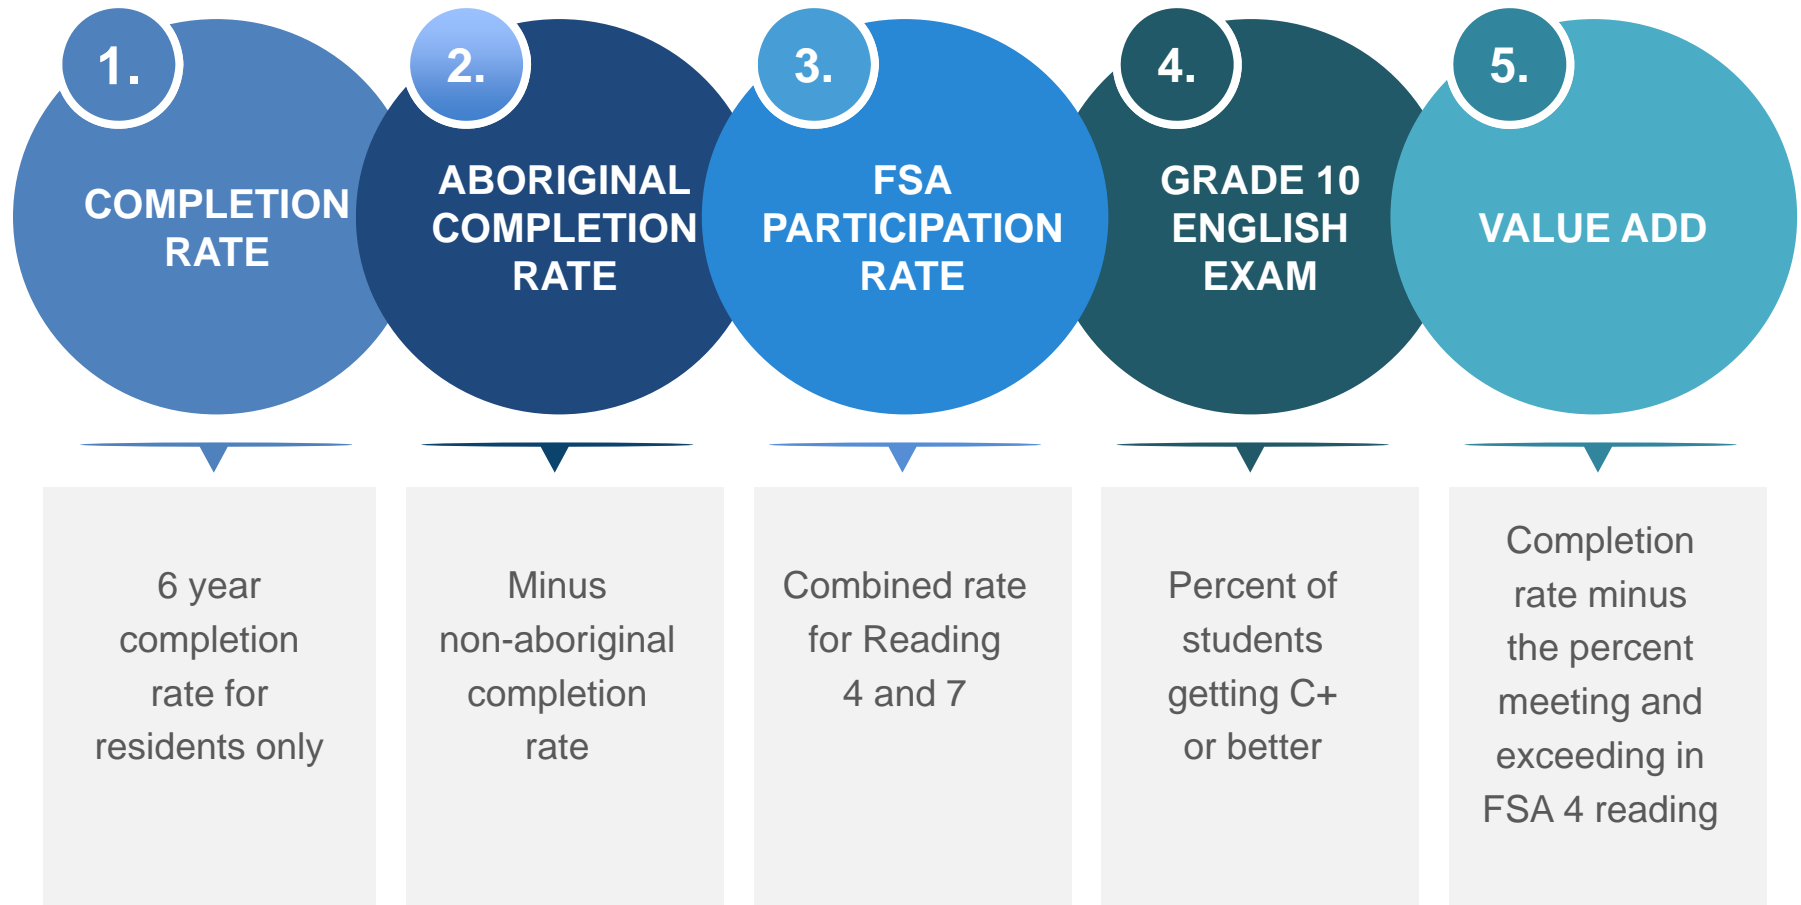 1.
COMPLETION
RATE
2.
ABORIGINAL
COMPLETION
RATE
3.
FSA
PARTICIPATION
RATE
4.
GRADE 10
ENGLISH
EXAM
5.
VALUE ADD
6 year
completion
rate for
residents only
Minus
non-aboriginal
completion
rate
Combined rate
for Reading
4 and 7
Percent of
students
getting C+
or better
Completion
rate minus
the percent
meeting and
exceeding in
FSA 4 reading